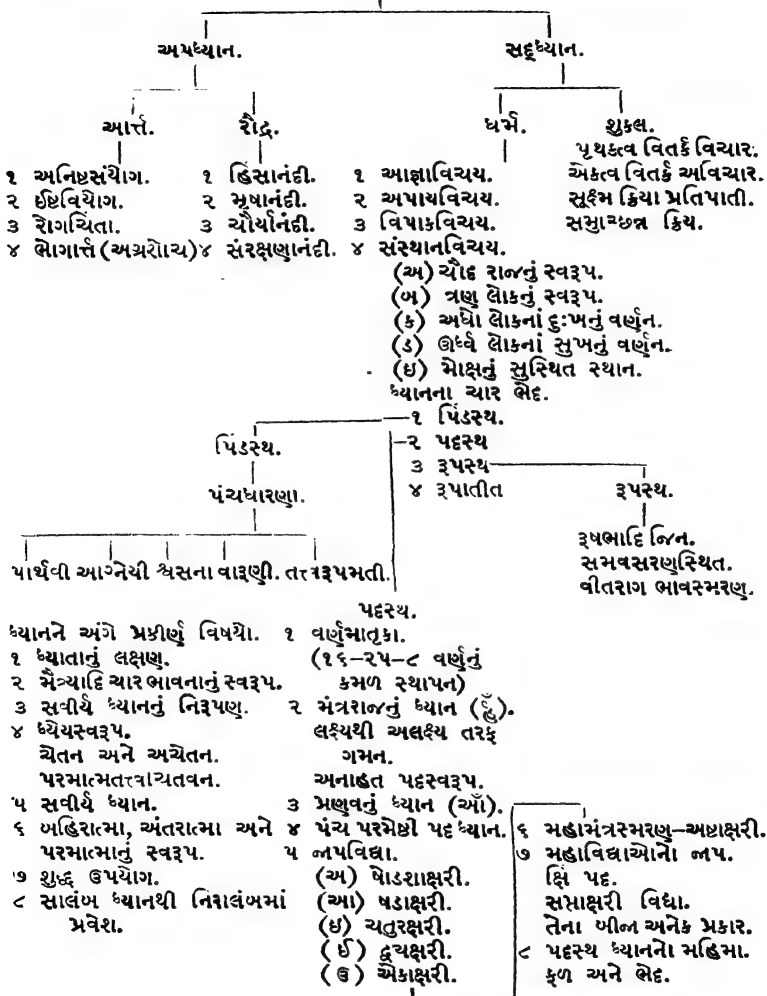 અપધ્યાન.
સદ્‌ધ્યાન.
આર્ત્ત.
રૌદ્ર.
ધર્મ.
શુકલ.
૧ અનિષ્ટસંયોગ.
૨ ઈષ્ટવિયોગ.
૩ રોગચિંતા.
૪ ભોગાર્ત્ત (અગ્રશોચ)
૧ હિંસાનંદી.
૨ મૃષાનંદી.
૩ ચૌર્યાનંદી.
૪ સંરક્ષણાનંદી.
૧ આજ્ઞાવિચય.
૨ અપાયવિચય.
૩ વિપાકવિચય.
૪ સંસ્થાનવિચય.
(અ) ચૌદ રાજનું સ્વરૂપ.
(બ) ત્રણ લોકનું સ્વરૂપ.
(ક) અધો લોકનાં દુઃખનું વર્ણન.
(ડ) ઊર્ધ્વ લોકનાં સુખનું વર્ણન.
(ઇ) મોક્ષનું સુસ્થિત સ્થાન.
પૃથકત્વ વિતર્ક વિચાર.
એકત્વ વિતર્ક અવિચાર.
સૂક્ષ્મ ક્રિયા પ્રતિપાતી.
સમુચ્છન્ન ક્રિય.
ધ્યાનના ચાર ભેદ.
૧ પિંડસ્થ.
૨ પદસ્થ
૩ રૂપસ્થ
૪ રૂપાતીત
પિંડસ્થ.
પંચધારણા.
પાર્થવી આગ્નેયી શ્વસના વારૂણી. તત્ત્વરૂપમતી.
રૂપસ્થ.
રૂષભાદિ જિન.
સમવસરણસ્થિત.
વીતરાગ ભાવસ્મરણ.
ધ્યાનને અંગે પ્રકીર્ણ વિષયો.
૧ ધ્યાતાનું લક્ષણ.
૨ મૈત્ર્યાદિ ચાર ભાવનાનું સ્વરૂપ.
૩ સવીર્ય ધ્યાનનું નિરૂપણ.
૪ ધ્યેયસ્વરૂપ.
ચેતન અને અચેતન.
પરમાત્મતત્ત્વચિંતવન.
૫ સવીર્ય ધ્યાન.
૬ બહિરાત્મા, અંતરાત્મા અને
પરમાત્માનું સ્વરૂપ.
૭ શુદ્ધ ઉપયોગ.
૮ સાલંબ ધ્યાનથી નિરાલંબમાં
પ્રવેશ.
પદસ્થ.
૧ વર્ણમાતૃકા.
(૧૬–૨૫–૮ વર્ણનું
કમળ સ્થાપન)
૨ મંત્રરાજનું ધ્યાન
લક્ષ્યથી અલક્ષ્ય તરફ
ગમન.
અનાહત પદસ્વરૂપ.
૩ પ્રણવનું ધ્યાન (ઓં).
૪ પંચ પરમેષ્ઠી પદ ધ્યાન.
૫ જાપવિદ્યા.
(અ) ષોડશાક્ષરી.
(આ) ષડાક્ષરી.
(ઇ) ચતુરક્ષરી.
(ઈ) દ્વયક્ષરી.
(ઉ) એકાક્ષરી.
૬ મહામંત્રસ્મરણ–અષ્ટાક્ષરી.
૭ મહાવિદ્યાઓનો જાપ.
ક્ષિં પદ.
સપ્તાક્ષરી વિદ્યા.
તેના બીજા અનેક પ્રકાર.
૮ પદસ્થ ધ્યાનનો મહિમા.
ફળ અને ભેદ.